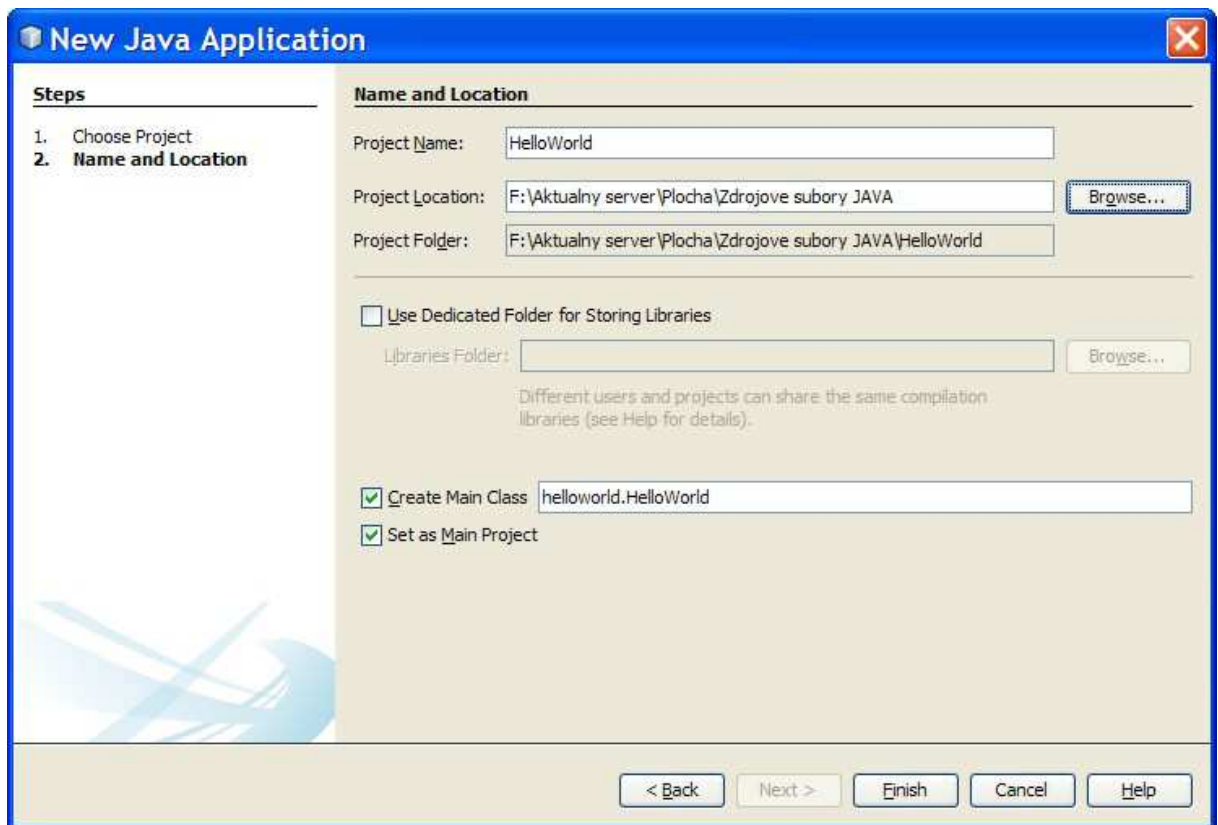 New Java Application
Steps
1. Choose Project
2. Name and Location
Name and Location
Project Name: HelloWorld
Project Location: F:\Aktualny server\Plocha\Zdrojove subory JAVA Browse...
Project Folder: F:\Aktualny server\Plocha\Zdrojove subory JAVA\HelloWorld
Use Dedicated Folder for Storing Libraries
Libraries Folder: Browse...
Different users and projects can share the same compilation
libraries (see Help for details).
Create Main Class helloworld.HelloWorld
Set as Main Project
< Back Next > Finish Cancel Help